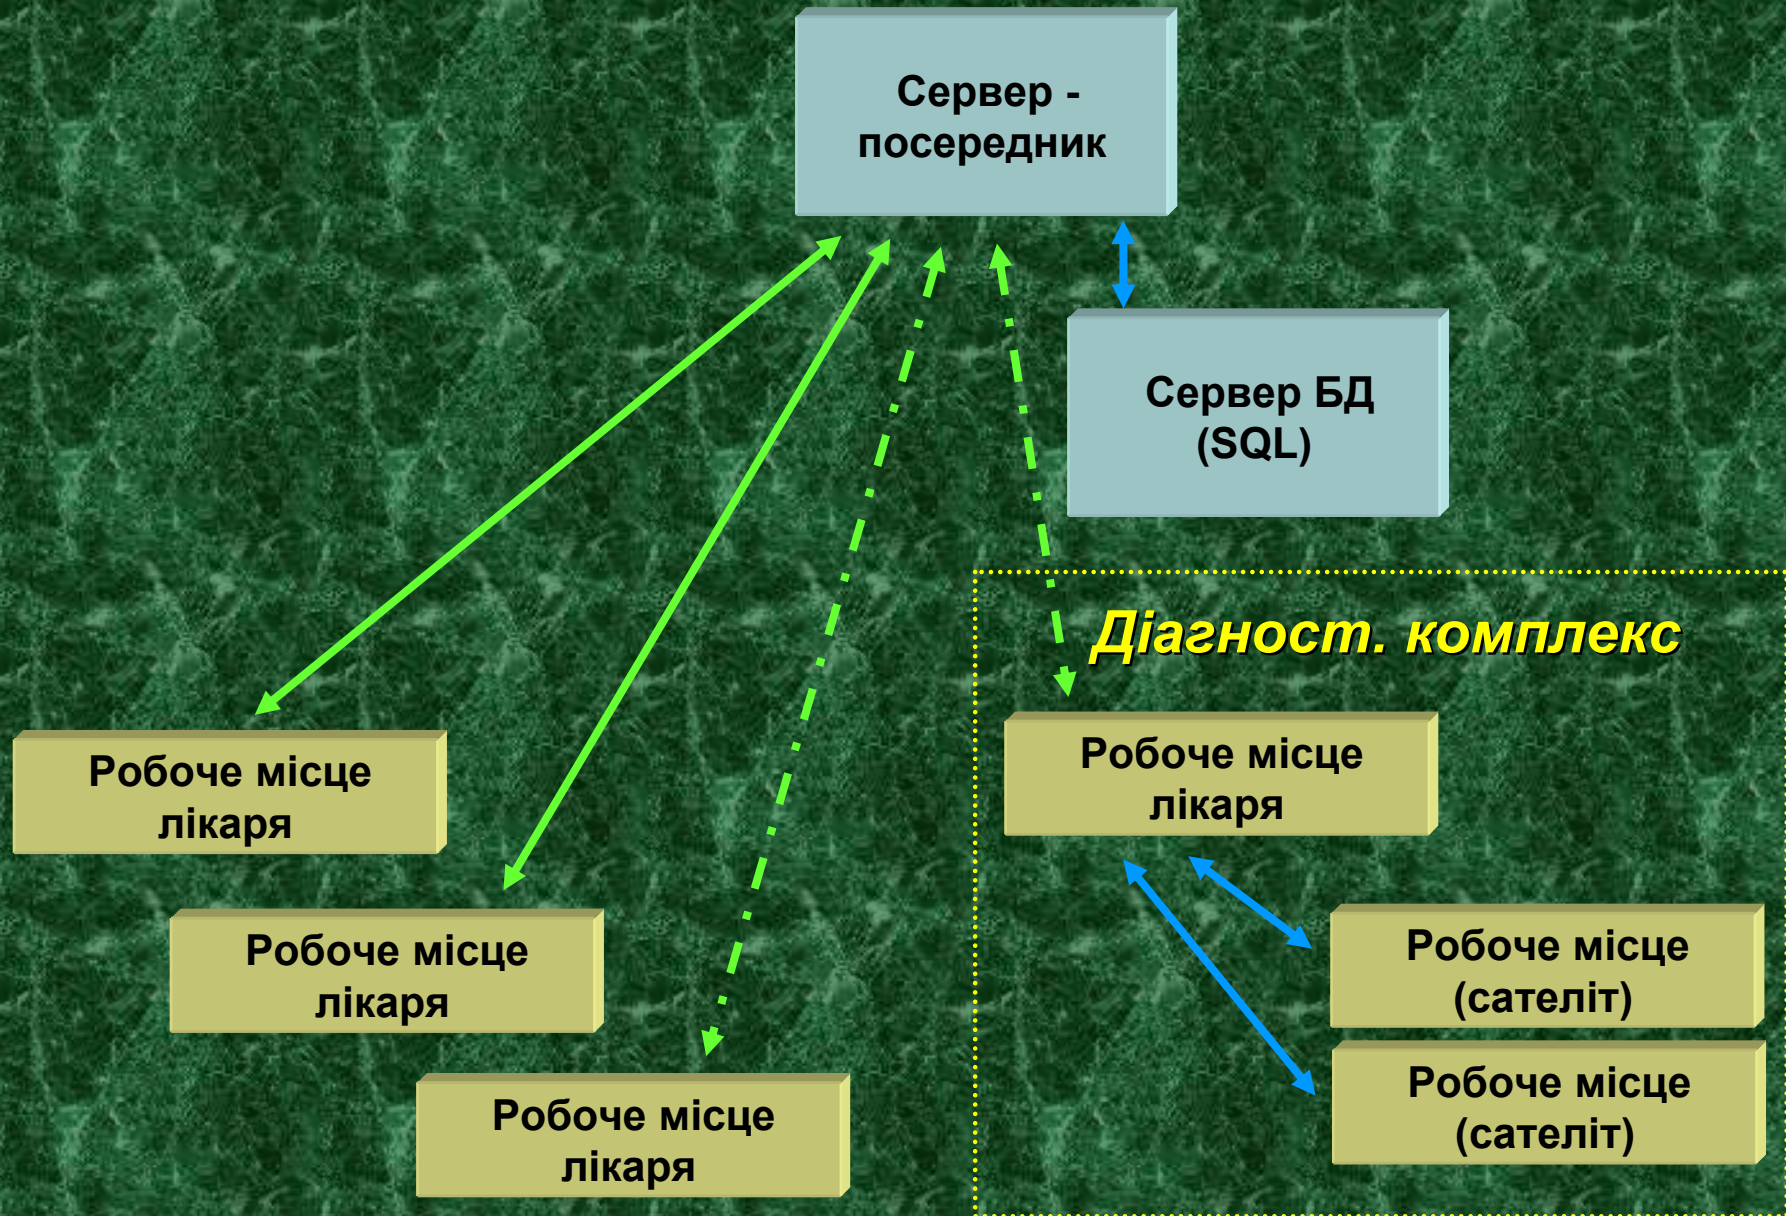 Сервер -
посередник
Сервер БД
(SQL)
Діагност. комплекс
Робоче місце
лікаря
Робоче місце
лікаря
Робоче місце
лікаря
Робоче місце
лікаря
Робоче місце
(сателіт)
Робоче місце
(сателіт)